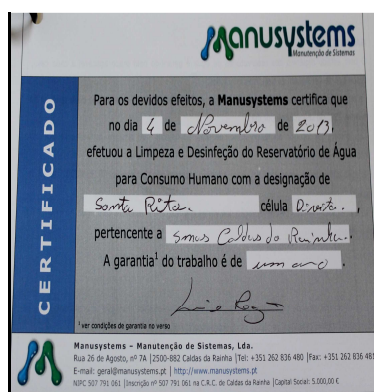 Manusystems
Manutenção de Sistemas
CERTIFICADO
Para os devidos efeitos, a Manusystems certifica que
no dia 4 de Novembro de 2013,
efetuou a Limpeza e Desinfeção do Reservatório de Água
para Consumo Humano com a designação de
Santa Rita. célula Direita.,
pertencente a smas Caldas da Rainha.
A garantia¹ do trabalho é de um ano.
¹ ver condições de garantia no verso
Manusystems – Manutenção de Sistemas, Lda.
Rua 26 de Agosto, nº 7A |2500-882 Caldas da Rainha |Tel: +351 262 836 480 |Fax: +351 262 836 481
E-mail: geral@manusystems.pt | http://www.manusystems.pt
NIPC 507 791 061 |Inscrição nº 507 791 061 na C.R.C. de Caldas da Rainha |Capital Social: 5.000,00 €